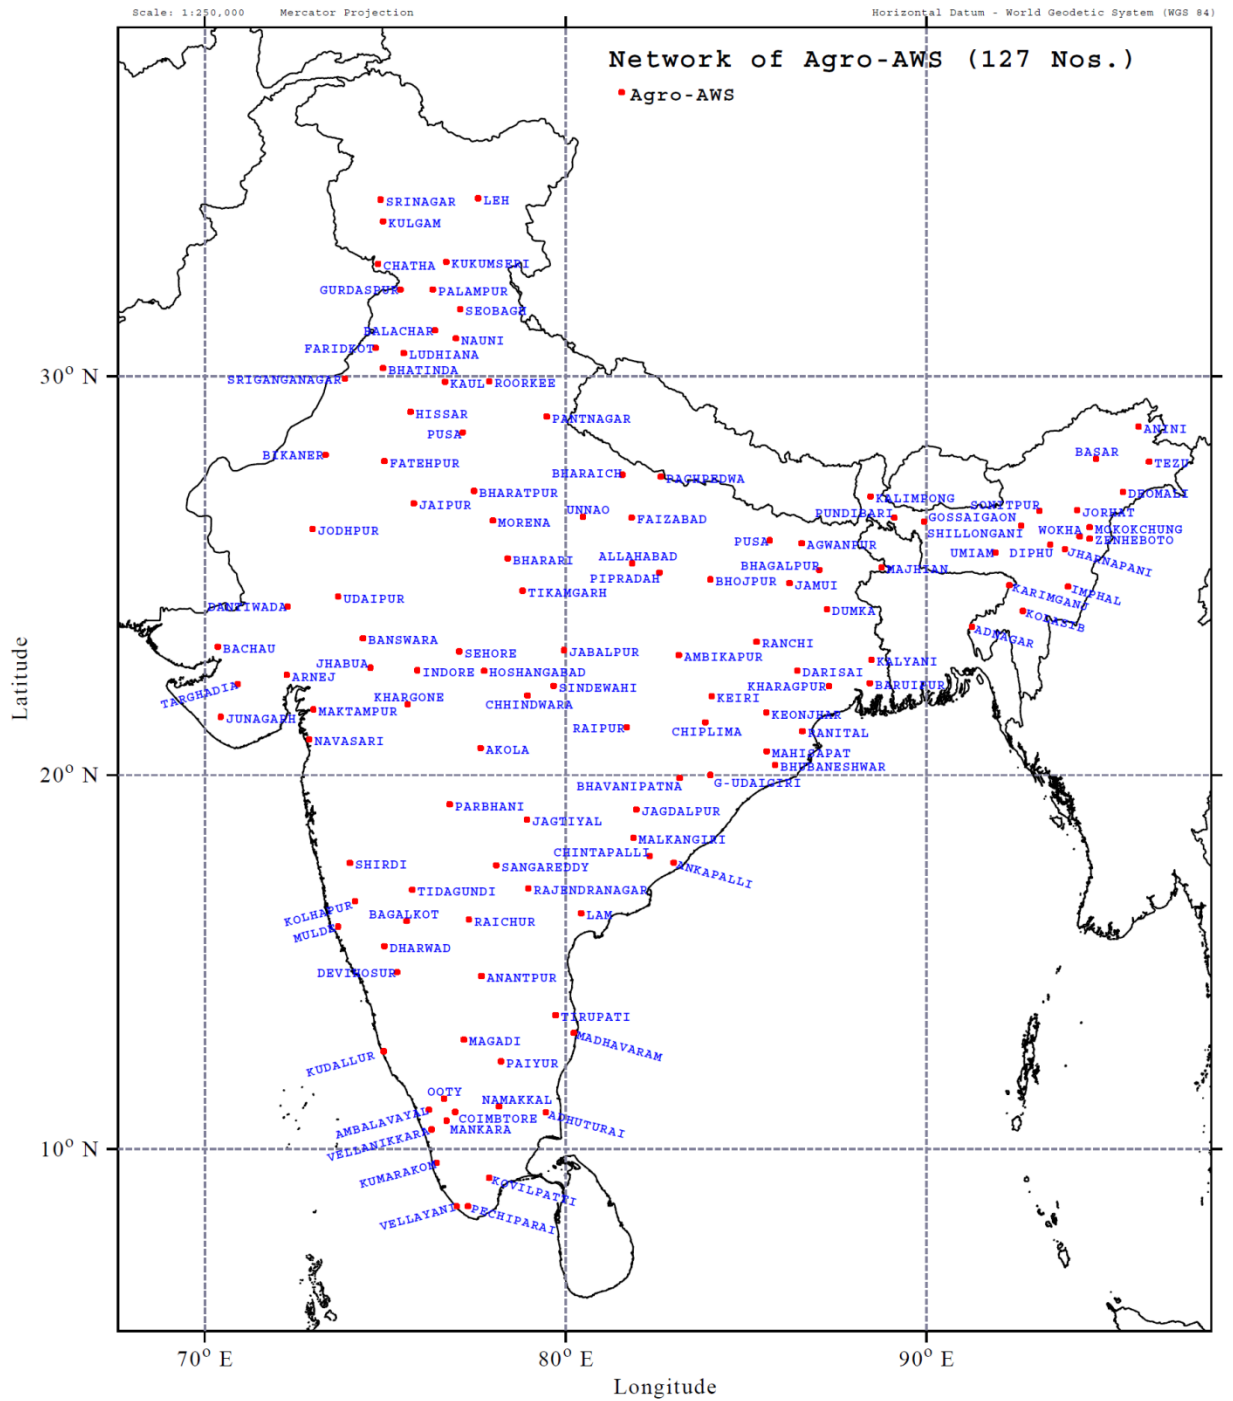 Scale: 1:250,000 Mercator Projection Horizontal Datum - World Geodetic System (WGS 84)
Network of Agro-AWS (127 Nos.)
Agro-AWS
SRINAGAR
LEH
KULGAM
CHATHA
KUKUMSERI
GURDASPUR
PALAMPUR
SEOBAGH
BALACHAR
NAUNI
FARIDKOT
LUDHIANA
BHATINDA
30° N
SRIGANGANAGAR
KAUL
ROORKEE
HISSAR
PANTNAGAR
PUSA
ANINI
BIKANER
FATEHPUR
BASAR
TEZU
BHARAICH
PACHPEDWA
BHARATPUR
DEOMALI
JAIPUR
KALIMPONG
SONITPUR
UNNAO
FAIZABAD
PUNDIBARI
GOSSAIGAON
JORHAT
MORENA
JODHPUR
SHILLONGANI
WOKHA
MOKOKCHUNG
ZENHEBOTO
PUSA
AGWANPUR
UMIAM
DIPHU
JHARNAPANI
BHARARI
ALLAHABAD
BHAGALPUR
MAJHIAN
PIPRADAH
BHOJPUR
JAMUI
TIKAMGARH
KARIMGANJ
IMPHAL
UDAIPUR
DANTIWADA
DUMKA
KOLASIB
ADNAGAR
BANSWARA
RANCHI
BACHAU
SEHORE
JABALPUR
AMBIKAPUR
KALYANI
JHABUA
INDORE
HOSHANGABAD
DARISAI
ARNEJ
TARGHADIA
SINDEWAHI
KHARAGPUR
BARUIPUR
KHARGONE
CHHINDWARA
KEIRI
JUNAGARH
MAKTAMPUR
KEONJHAR
RAIPUR
CHIPLIMA
RANITAL
NAVASARI
AKOLA
MAHISAPAT
BHUBANESHWAR
20° N
BHAVANIPATNA
G-UDAIGIRI
PARBHANI
JAGTIYAL
JAGDALPUR
MALKANGIRI
CHINTAPALLI
SHIRDI
SANGAREDDY
ANKAPALLI
TIDAGUNDI
RAJENDRANAGAR
KOLHAPUR
BAGALKOT
RAICHUR
LAM
MULDE
DHARWAD
DEVIHOSUR
ANANTPUR
TIRUPATI
MAGADI
MADHAVARAM
KUDALLUR
PAIYUR
OOTY
NAMAKKAL
AMBALAVAYAL
COIMBTORE
ADHUTURAI
VELLANIKKARA
MANKARA
10° N
KUMARAKOM
KOVILPATTI
VELLAYANI
PECHIPARAI
Latitude
70° E 80° E 90° E
Longitude